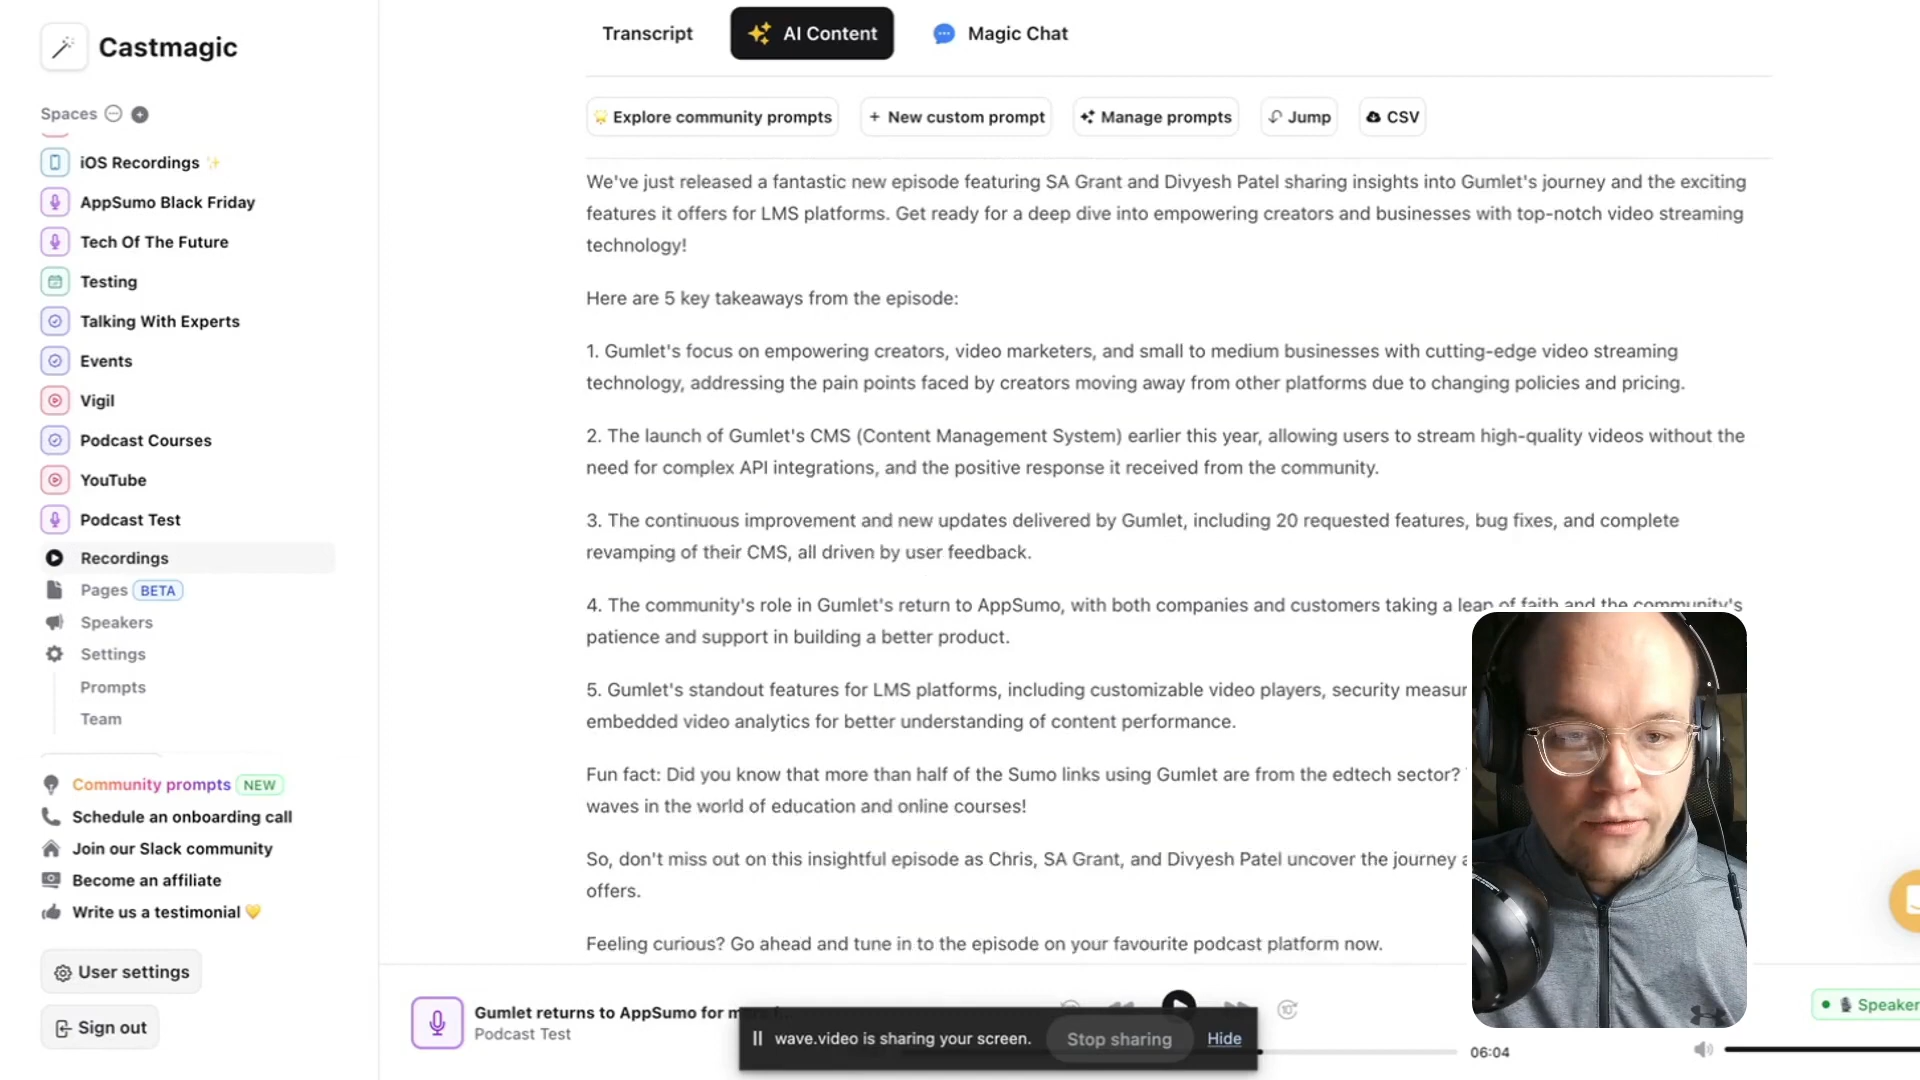 Castmagic
Spaces
iOS Recordings
AppSumo Black Friday
Tech Of The Future
Testing
Talking With Experts
Events
Vigil
Podcast Courses
YouTube
Podcast Test
Recordings
Pages BETA
Speakers
Settings
Prompts
Team
Community prompts NEW
Schedule an onboarding call
Join our Slack community
Become an affiliate
Write us a testimonial 💛
User settings
Sign out
Transcript AI Content Magic Chat
Explore community prompts + New custom prompt Manage prompts Jump CSV
We've just released a fantastic new episode featuring SA Grant and Divyesh Patel sharing insights into Gumlet's journey and the exciting
features it offers for LMS platforms. Get ready for a deep dive into empowering creators and businesses with top-notch video streaming
technology!
Here are 5 key takeaways from the episode:
1. Gumlet's focus on empowering creators, video marketers, and small to medium businesses with cutting-edge video streaming
technology, addressing the pain points faced by creators moving away from other platforms due to changing policies and pricing.
2. The launch of Gumlet's CMS (Content Management System) earlier this year, allowing users to stream high-quality videos without the
need for complex API integrations, and the positive response it received from the community.
3. The continuous improvement and new updates delivered by Gumlet, including 20 requested features, bug fixes, and complete
revamping of their CMS, all driven by user feedback.
4. The community's role in Gumlet's return to AppSumo, with both companies and customers taking a leap of faith and the community's
patience and support in building a better product.
5. Gumlet's standout features for LMS platforms, including customizable video players, security measur
embedded video analytics for better understanding of content performance.
Fun fact: Did you know that more than half of the Sumo links using Gumlet are from the edtech sector?
waves in the world of education and online courses!
So, don't miss out on this insightful episode as Chris, SA Grant, and Divyesh Patel uncover the journey
offers.
Feeling curious? Go ahead and tune in to the episode on your favourite podcast platform now.
Gumlet returns to AppSumo for
Podcast Test
wave.video is sharing your screen. Stop sharing Hide
06:04
Speaker